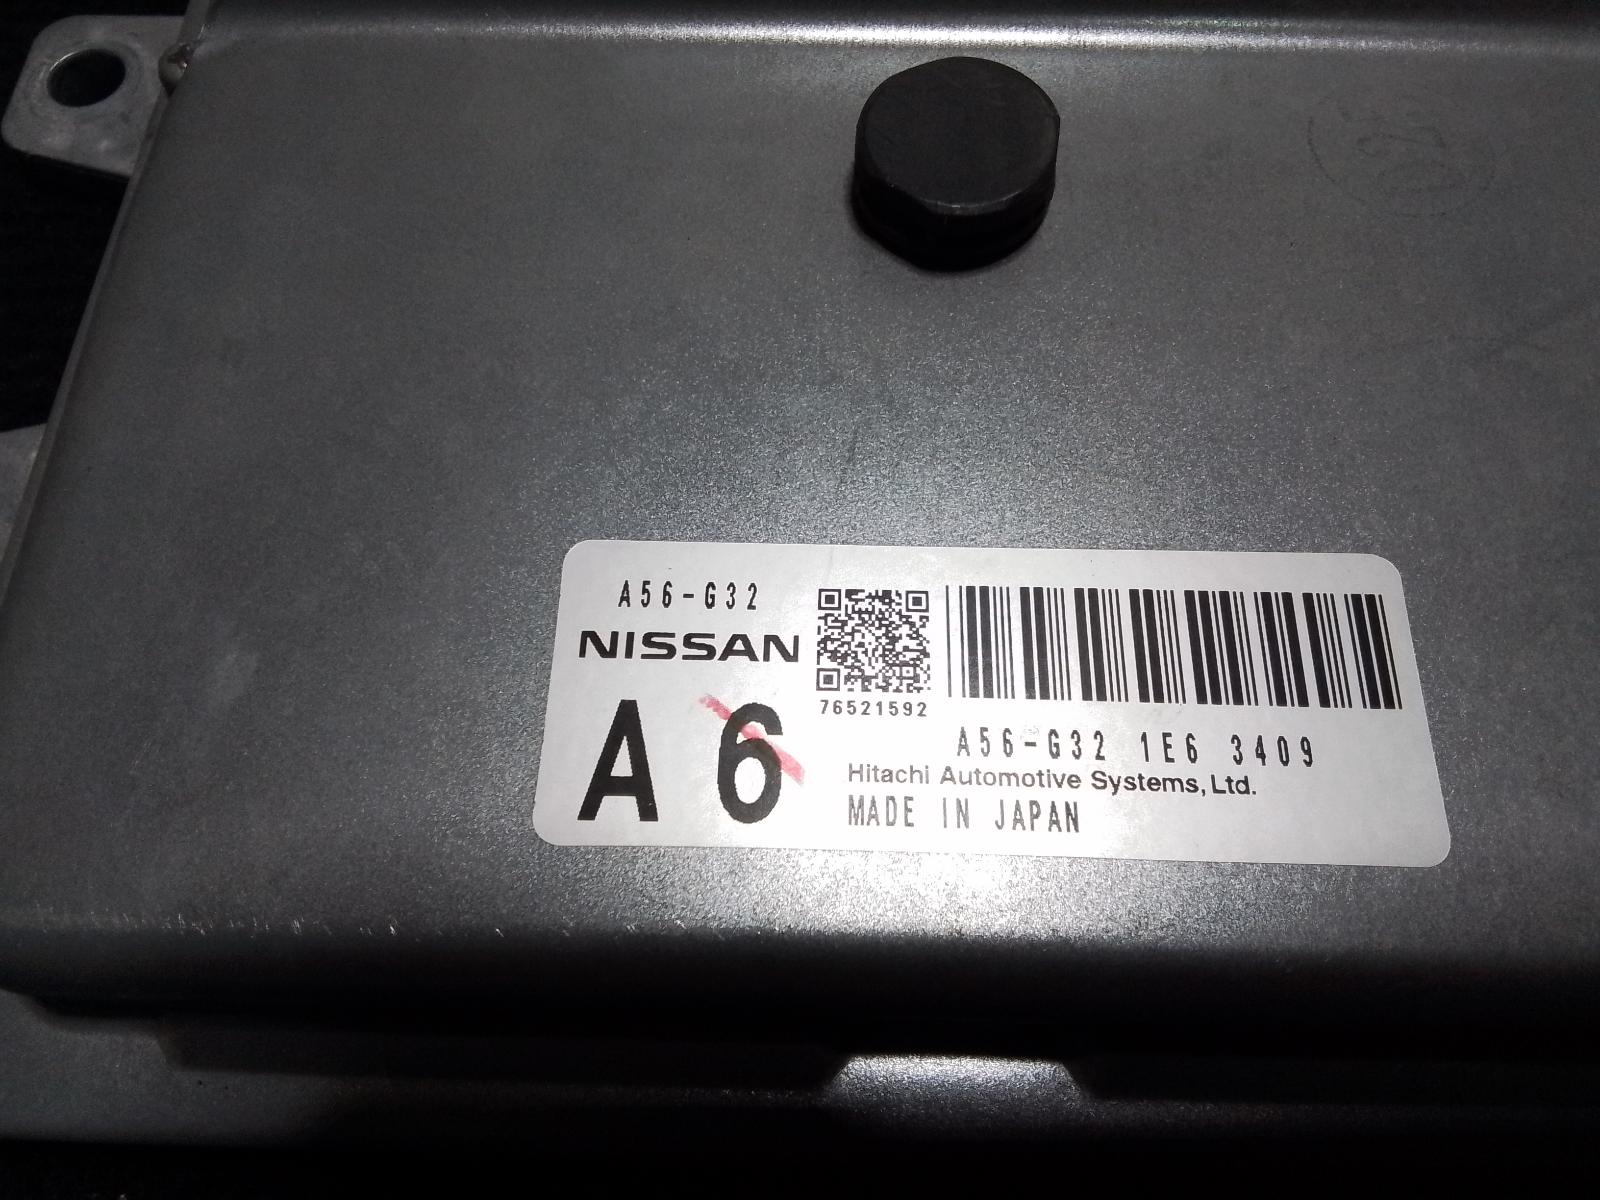 A56-G32
NISSAN
A 6
76521592
A56-G32 1E6 3409
Hitachi Automotive Systems, Ltd.
MADE IN JAPAN